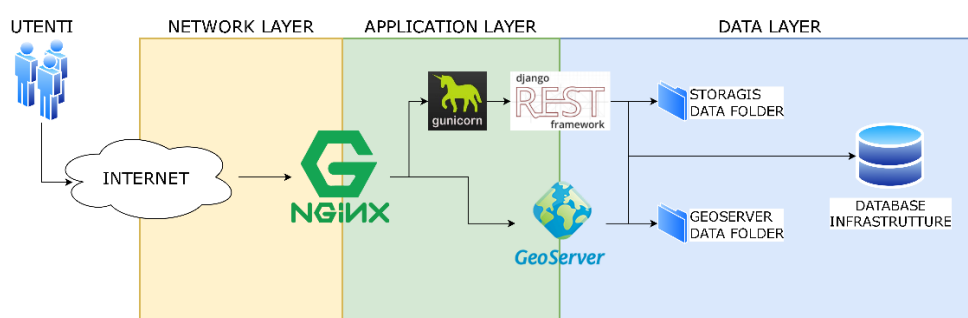 UTENTI
NETWORK LAYER
APPLICATION LAYER
DATA LAYER
INTERNET
NGiNX
gunicorn
django
REST
framework
GeoServer
STORAGIS
DATA FOLDER
GEOSERVER
DATA FOLDER
DATABASE
INFRASTRUTTURE